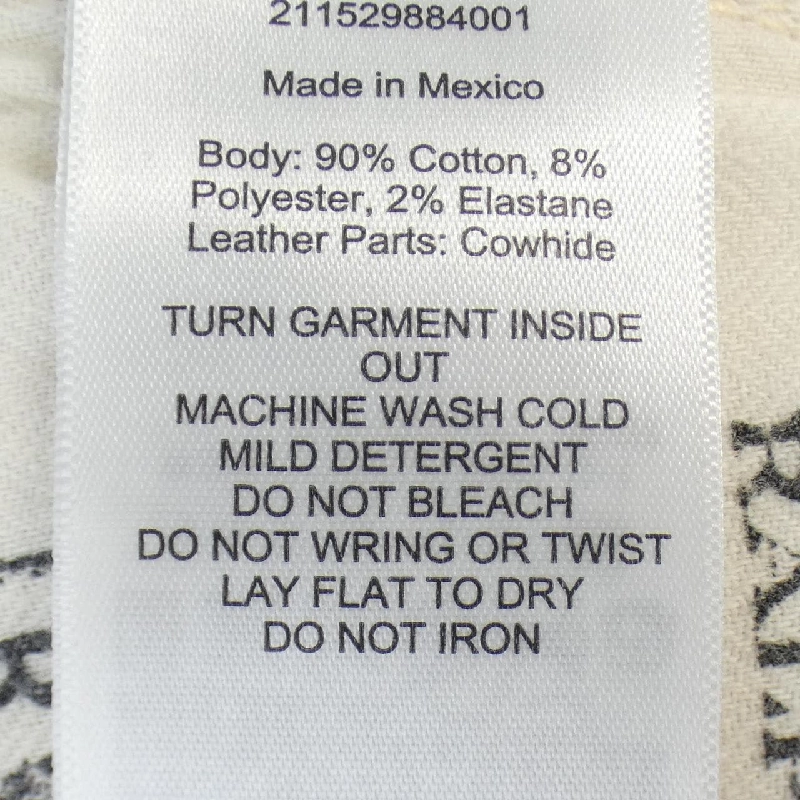 211529884001
Made in Mexico
Body: 90% Cotton, 8%
Polyester, 2% Elastane
Leather Parts: Cowhide
TURN GARMENT INSIDE
OUT
MACHINE WASH COLD
MILD DETERGENT
DO NOT BLEACH
DO NOT WRING OR TWIST
LAY FLAT TO DRY
DO NOT IRON